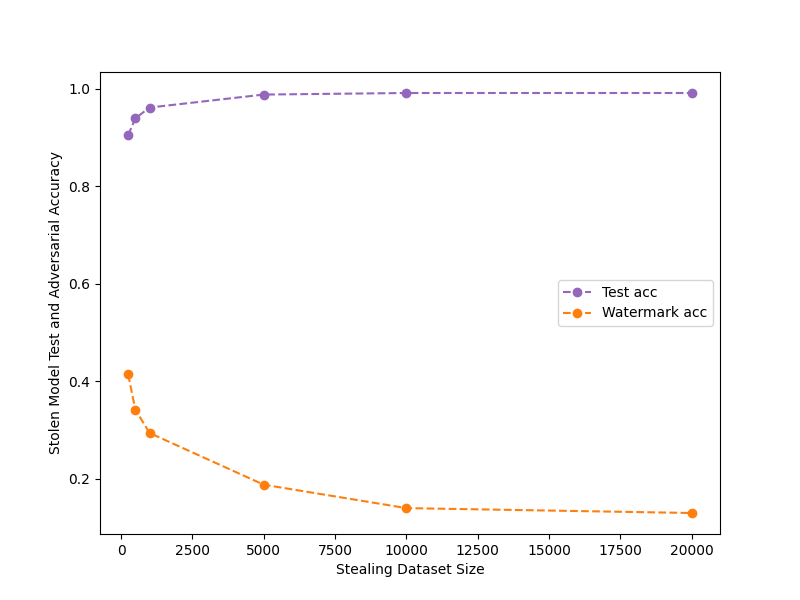 1.0
0.8
0.6
0.4
0.2
Stolen Model Test and Adversarial Accuracy
Test acc
Watermark acc
0 2500 5000 7500 10000 12500 15000 17500 20000
Stealing Dataset Size